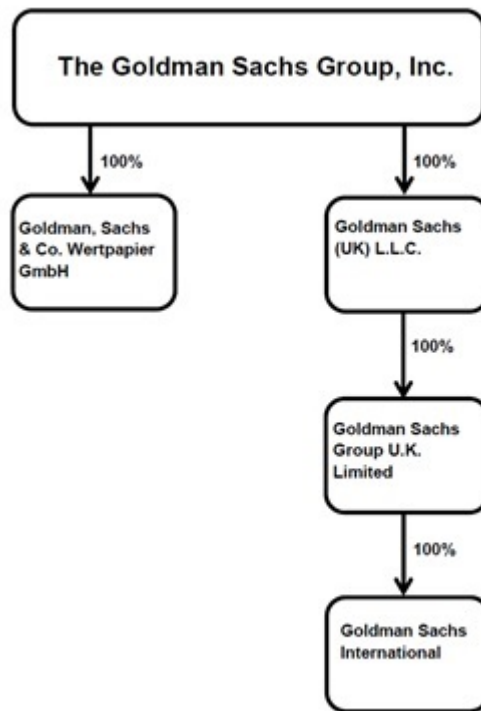 The Goldman Sachs Group, Inc.
100%
100%
Goldman, Sachs
& Co. Wertpapier
GmbH
Goldman Sachs
(UK) L.L.C.
100%
Goldman Sachs
Group U.K.
Limited
100%
Goldman Sachs
International